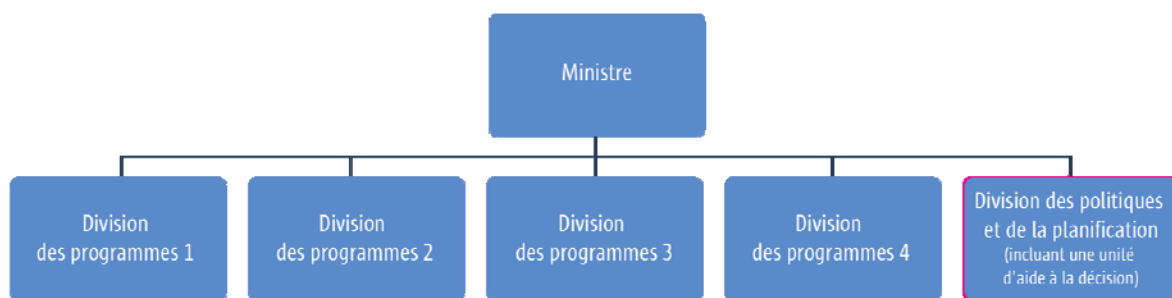 Ministre
Division
des programmes 1
Division
des programmes 2
Division
des programmes 3
Division
des programmes 4
Division des politiques
et de la planification
(incluant une unité
d'aide à la décision)